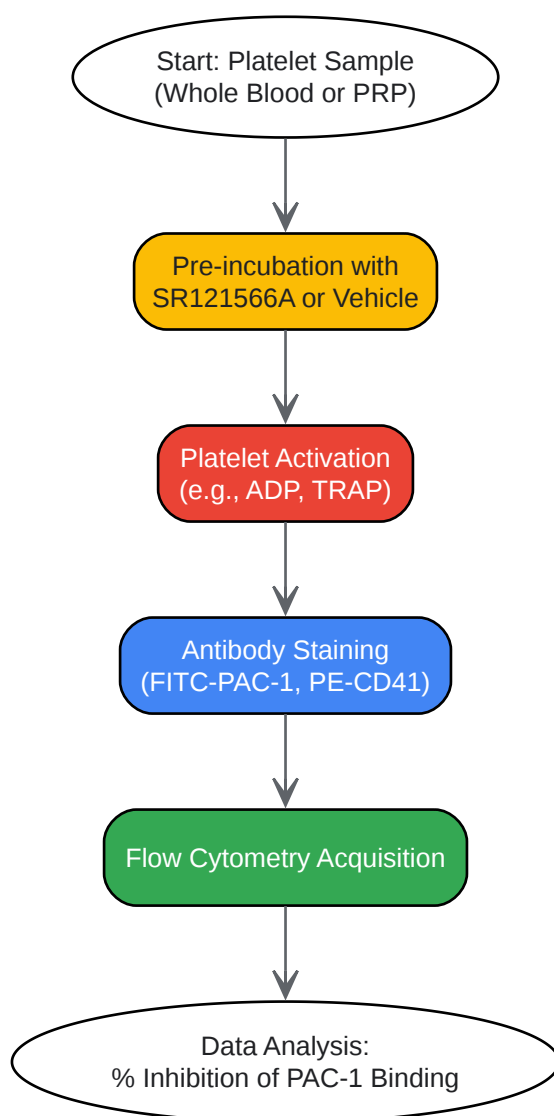 Start: Platelet Sample
(Whole Blood or PRP)
Pre-incubation with
SR121566A or Vehicle
Platelet Activation
(e.g., ADP, TRAP)
Antibody Staining
(FITC-PAC-1, PE-CD41)
Flow Cytometry Acquisition
Data Analysis:
% Inhibition of PAC-1 Binding